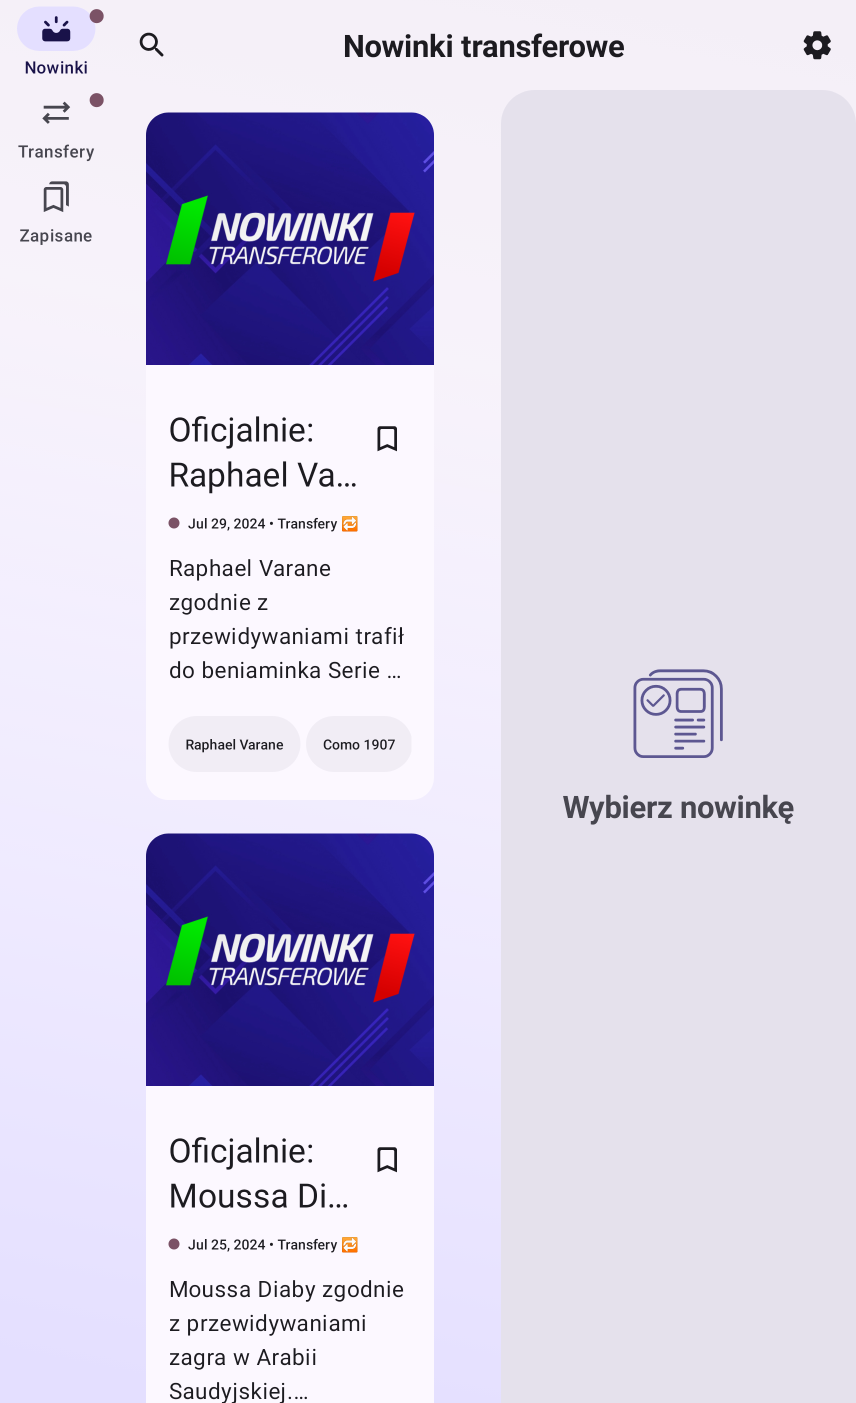 Nowinki
Transfery
Zapisane
Nowinki transferowe
NOWINKI
TRANSFEROWE
Oficjalnie:
Raphael Va...
Jul 29, 2024 • Transfery 🔁
Raphael Varane
zgodnie z
przewidywaniami trafił
do beniaminka Serie ...
Raphael Varane
Como 1907
NOWINKI
TRANSFEROWE
Oficjalnie:
Moussa Di...
Jul 25, 2024 • Transfery 🔁
Moussa Diaby zgodnie
z przewidywaniami
zagra w Arabii
Saudyjskiej....
Wybierz nowinkę